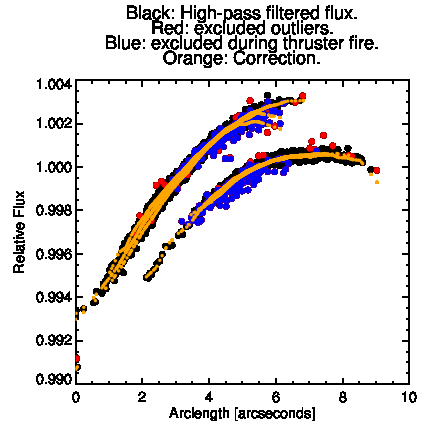 Black: High-pass filtered flux.
Red: excluded outliers.
Blue: excluded during thruster fire.
Orange: Correction.
1.004
1.002
1.000
0.998
0.996
0.994
0.992
0.990
Relative Flux
0 2 4 6 8 10
Arclength [arcseconds]